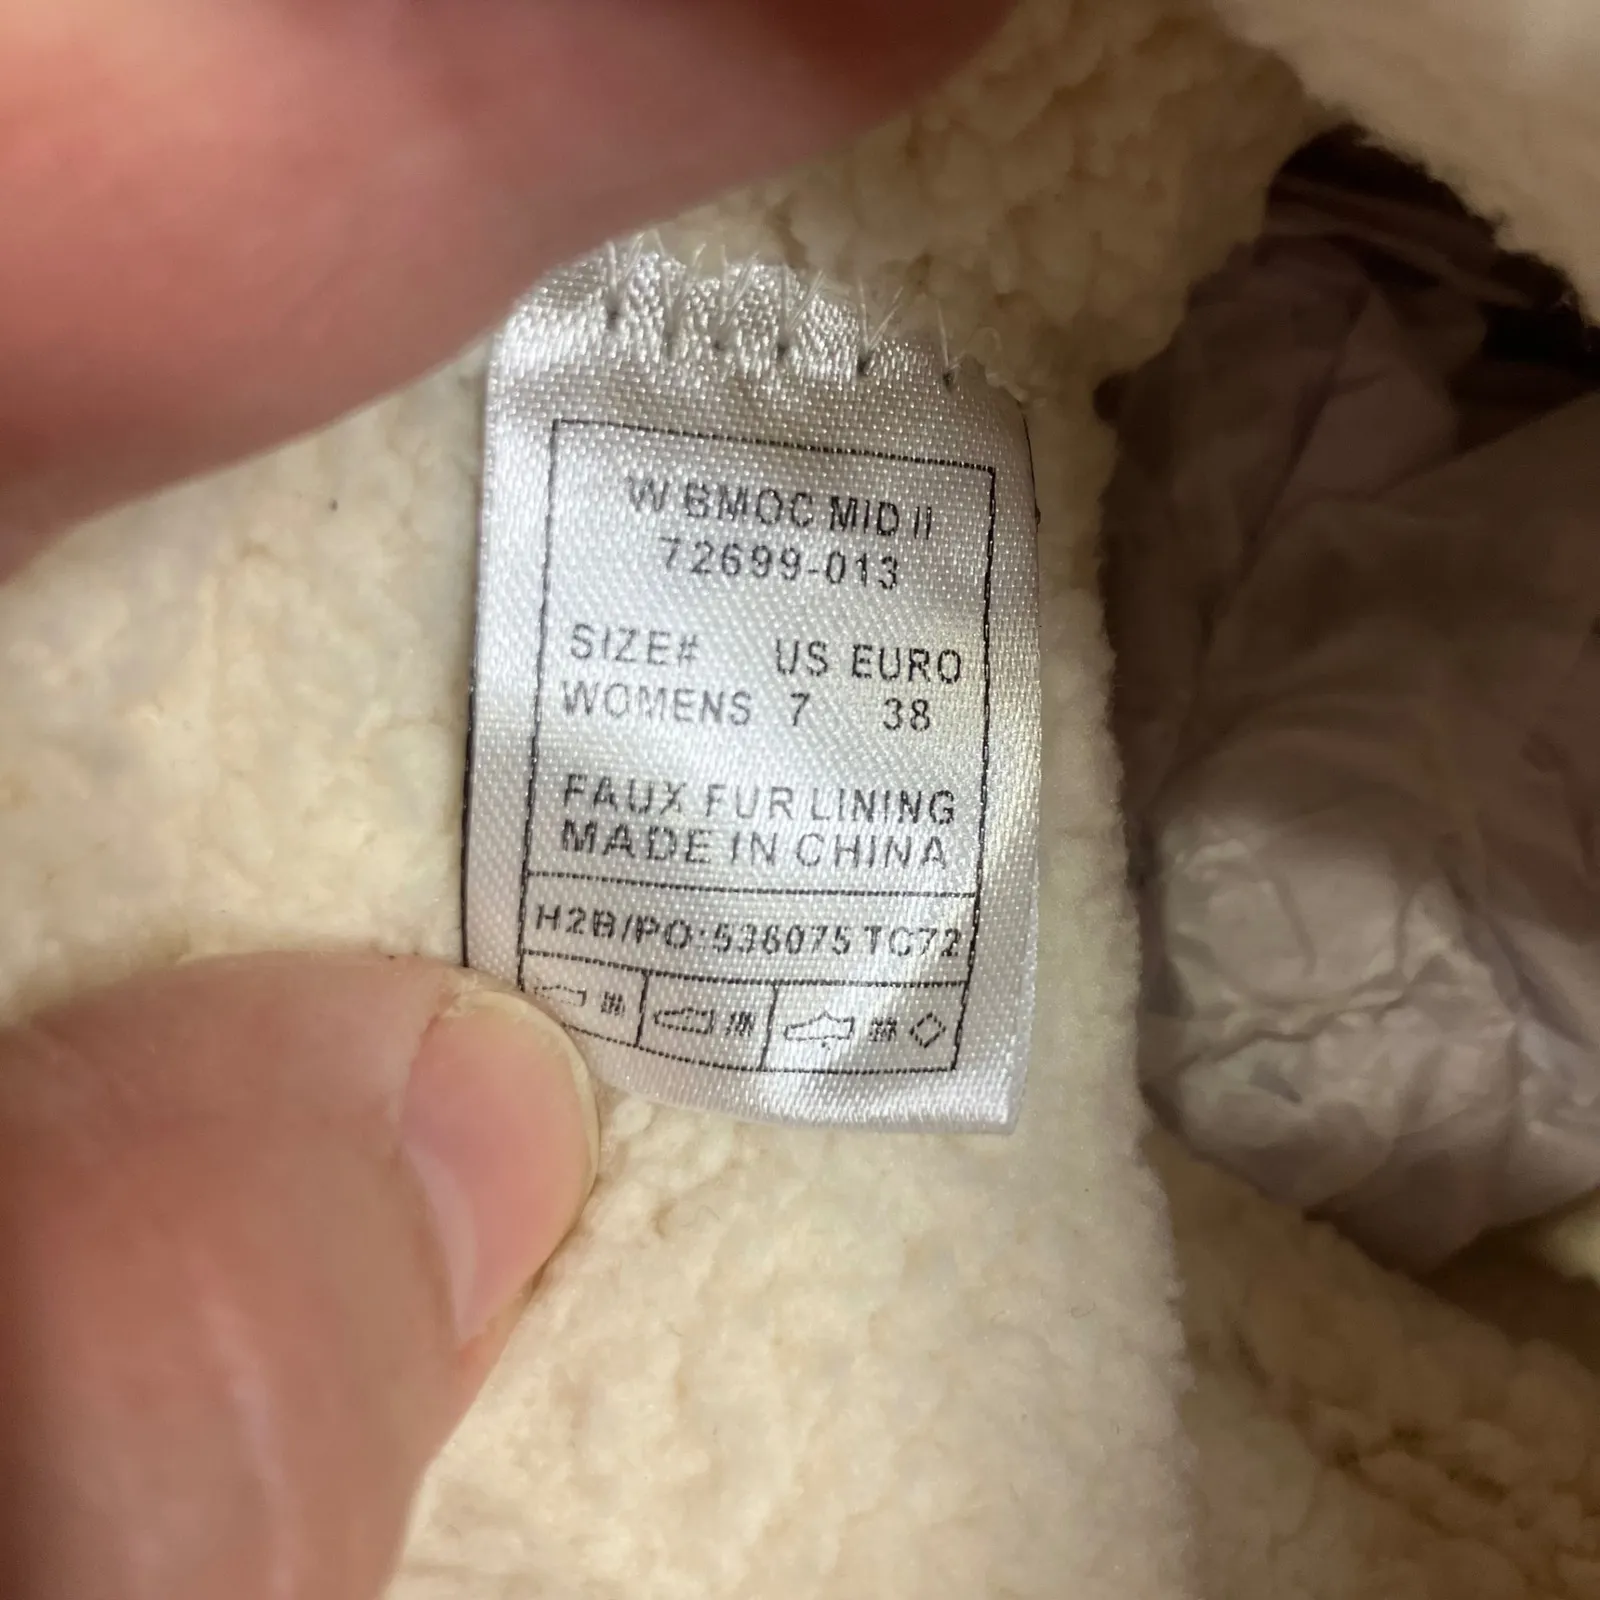 W BMOC MID II
72699-013
SIZE# US EURO
WOMENS 7 38
FAUX FUR LINING
MADE IN CHINA
H2B/PO:536075 TC72